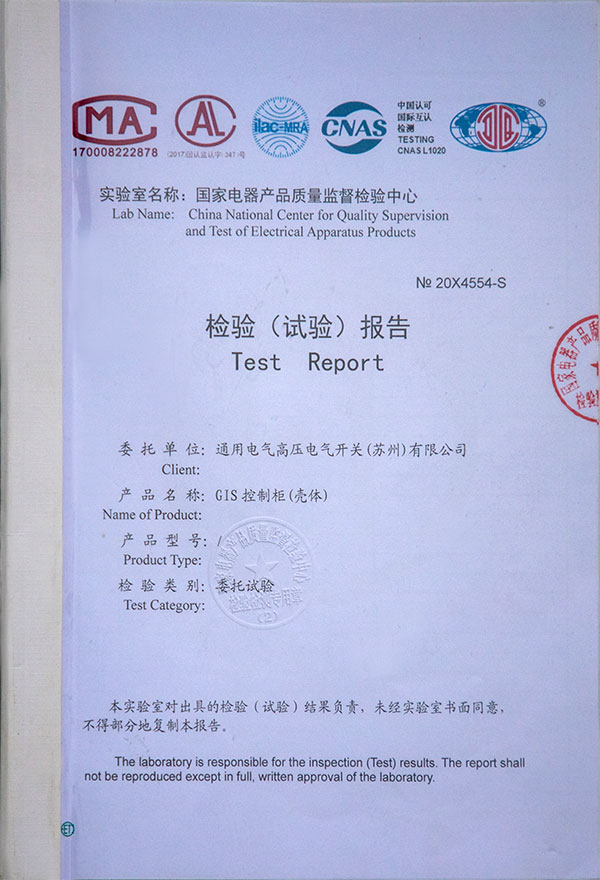 MA
AL
ilac-MRA
CNAS
中国认可
国际互认
检测
TESTING
CNAS L1020
®
170008222878
(2017)国认监认字 347 号
实验室名称：国家电器产品质量监督检验中心
Lab Name: China National Center for Quality Supervision
and Test of Electrical Apparatus Products
№ 20X4554-S
检验（试验）报告
Test Report
委托单位：通用电气高压电气开关(苏州)有限公司
Client:
产品名称：GIS 控制柜(壳体)
Name of Product:
产品型号：/
Product Type:
检验类别：委托试验
Test Category:
(2)
本实验室对出具的检验（试验）结果负责，未经实验室书面同意，
不得部分地复制本报告。
The laboratory is responsible for the inspection (Test) results. The report shall
not be reproduced except in full, written approval of the laboratory.